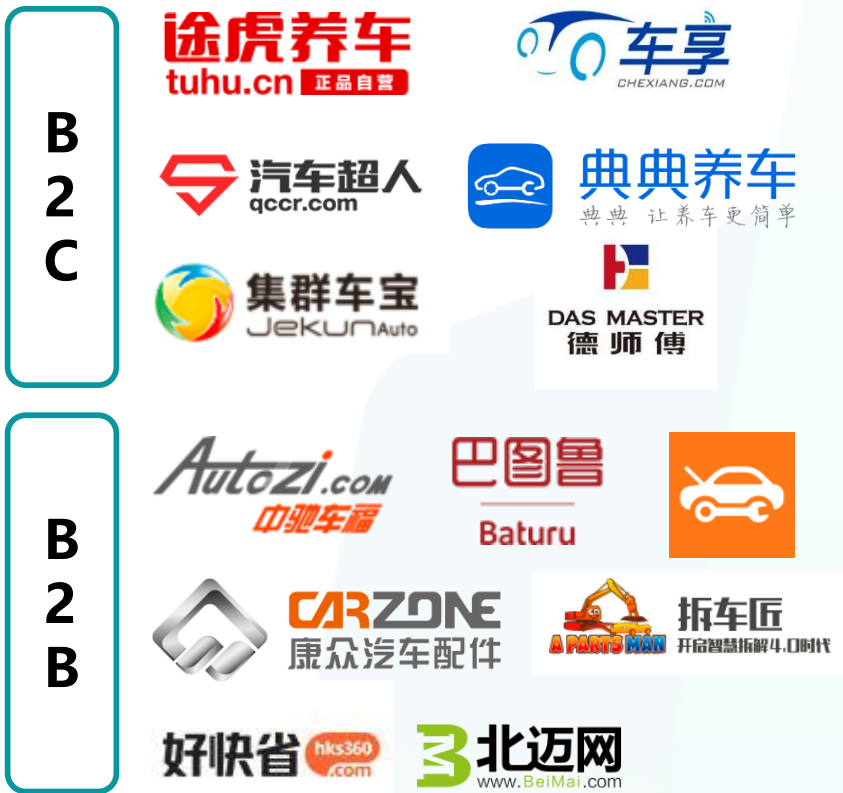 B
2
C
途虎养车
tuhu.cn 正品自营
车享
CHEXIANG.COM
汽车超人
qccr.com
典典养车
典典 让养车更简单
集群车宝
JekunAuto
DAS MASTER
德师傅
B
2
B
Autozi.com
中驰车福
巴图鲁
Baturu
CARZONE
康众汽车配件
A PARTS MAN
拆车匠
开启智慧拆解4.0时代
好快省
hks360
.com
北迈网
www.BeiMai.com